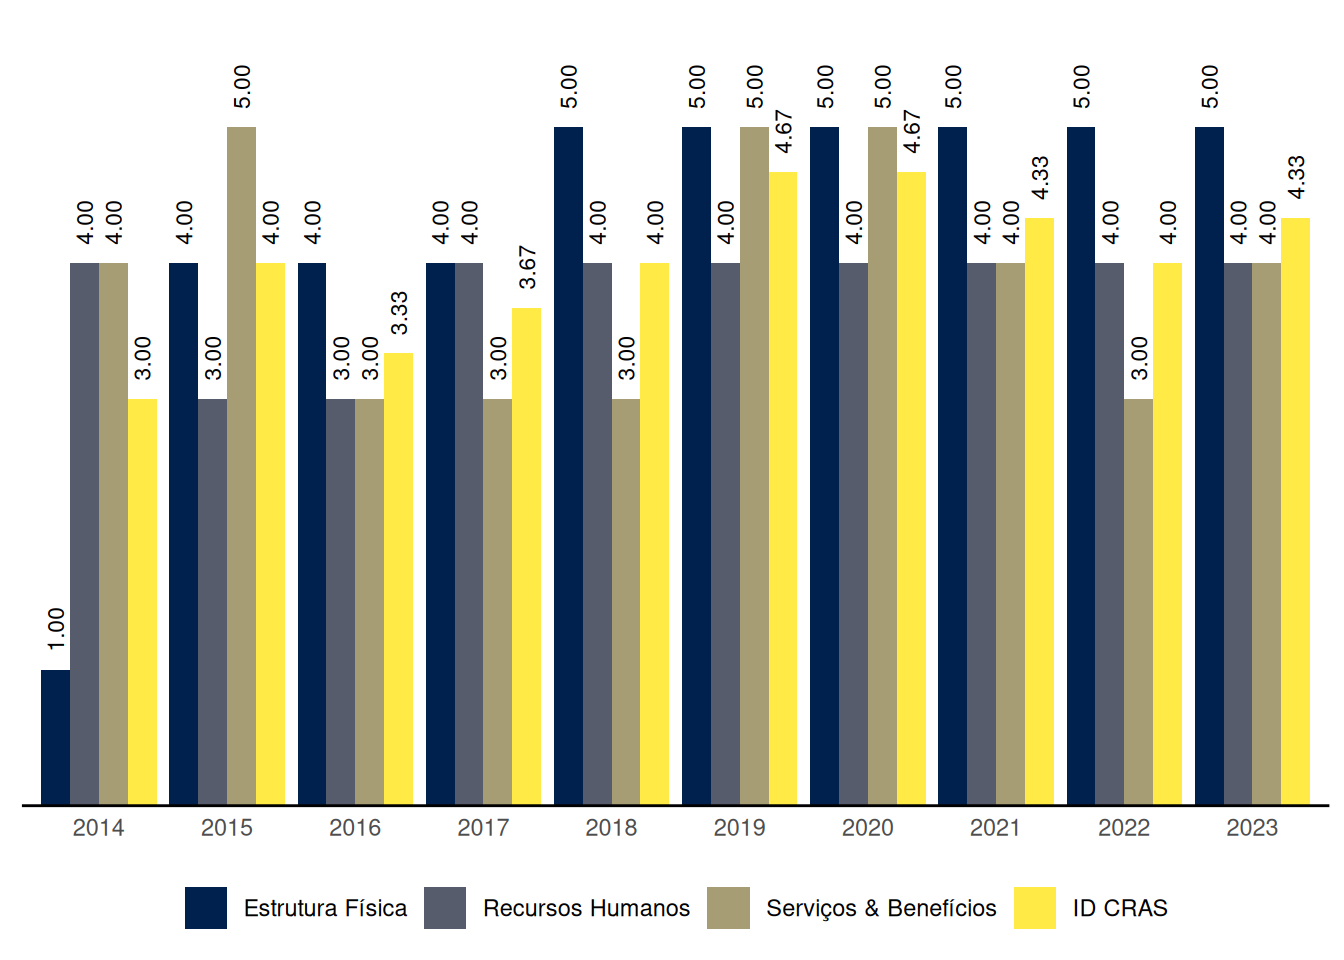 1.00 4.00 4.00 3.00
4.00 3.00 5.00 4.00
4.00 3.00 3.00 3.33
4.00 4.00 3.00 3.67
5.00 4.00 3.00 4.00
5.00 4.00 5.00 4.67
5.00 4.00 5.00 4.67
5.00 4.00 4.00 4.33
5.00 4.00 3.00 4.00
5.00 4.00 4.00 4.33
2014 2015 2016 2017 2018 2019 2020 2021 2022 2023
Estrutura Física Recursos Humanos Serviços & Benefícios ID CRAS